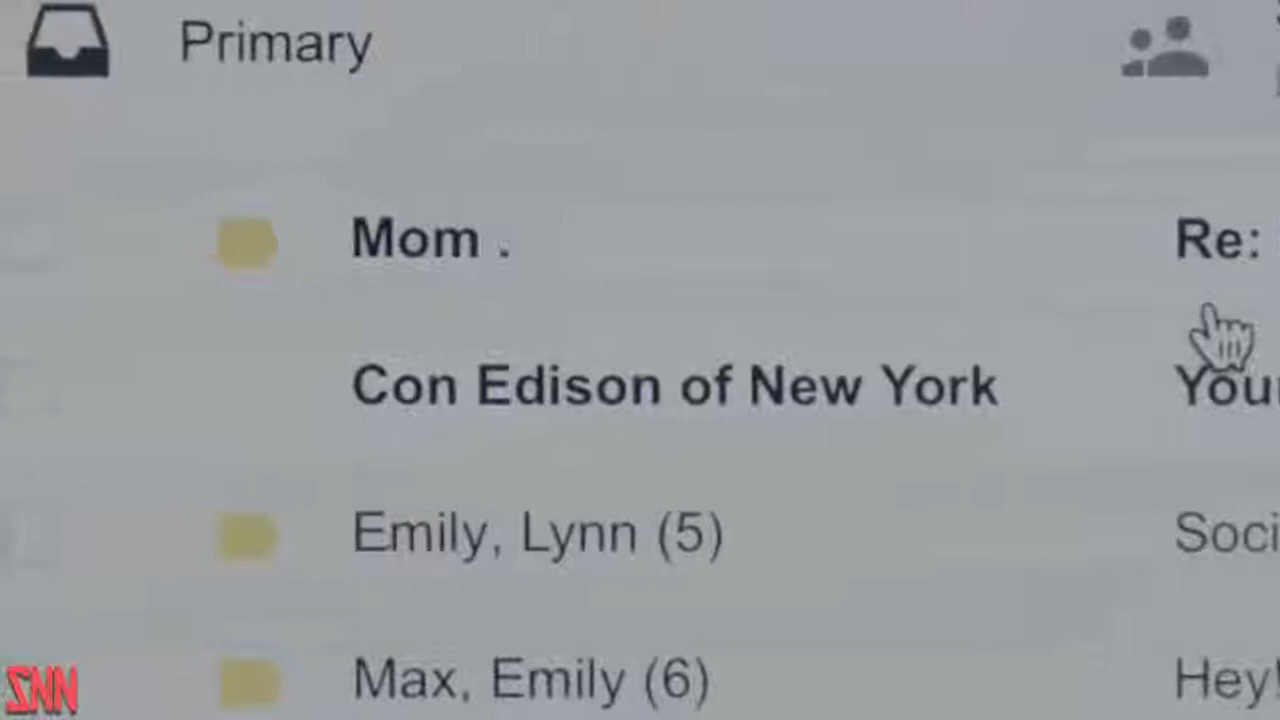 Primary
Mom . Re:
Con Edison of New York You
Emily, Lynn (5) Soci
Max, Emily (6) Hey!
SNN